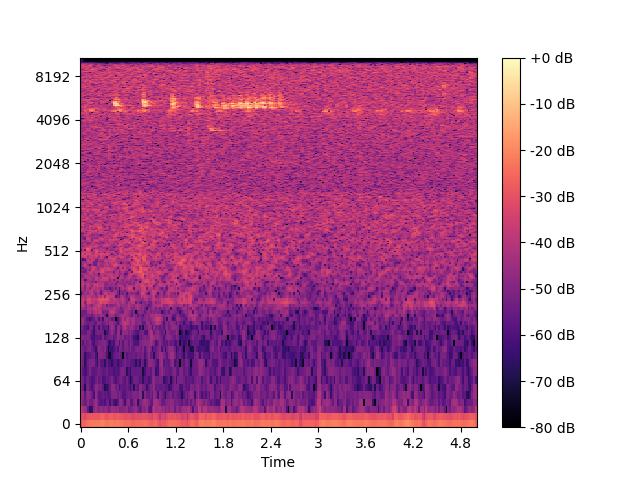 8192
4096
2048
1024
512
256
128
64
0
Hz
0 0.6 1.2 1.8 2.4 3 3.6 4.2 4.8
Time
+0 dB
-10 dB
-20 dB
-30 dB
-40 dB
-50 dB
-60 dB
-70 dB
-80 dB